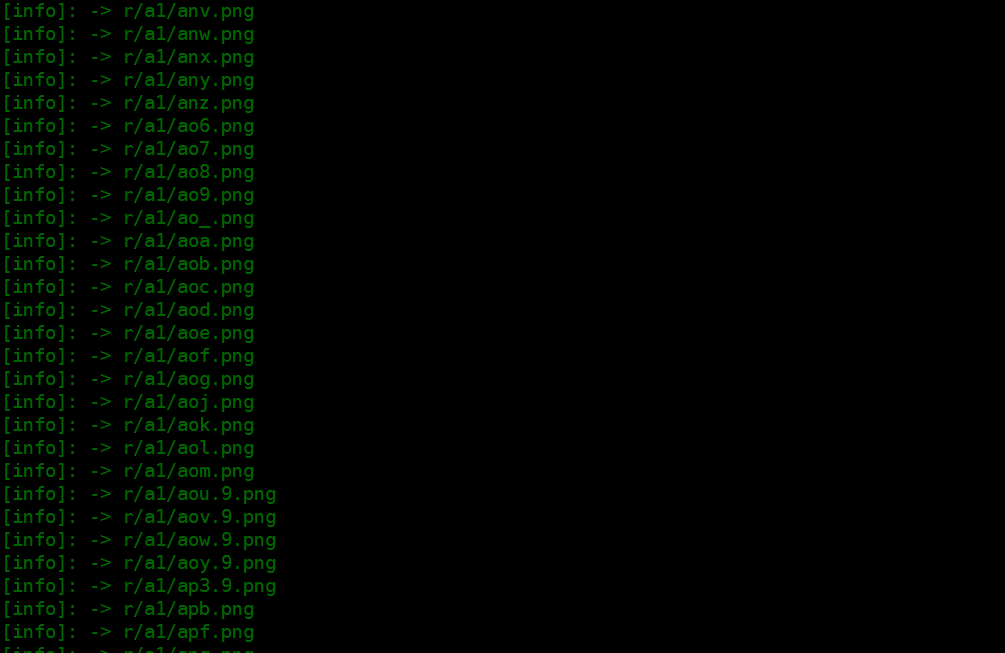 [info]: -> r/a1/anv.png
[info]: -> r/a1/anw.png
[info]: -> r/a1/anx.png
[info]: -> r/a1/any.png
[info]: -> r/a1/anz.png
[info]: -> r/a1/ao6.png
[info]: -> r/a1/ao7.png
[info]: -> r/a1/ao8.png
[info]: -> r/a1/ao9.png
[info]: -> r/a1/ao_.png
[info]: -> r/a1/aoa.png
[info]: -> r/a1/aob.png
[info]: -> r/a1/aoc.png
[info]: -> r/a1/aod.png
[info]: -> r/a1/aoe.png
[info]: -> r/a1/aof.png
[info]: -> r/a1/aog.png
[info]: -> r/a1/aoj.png
[info]: -> r/a1/aok.png
[info]: -> r/a1/aol.png
[info]: -> r/a1/aom.png
[info]: -> r/a1/aou.9.png
[info]: -> r/a1/aov.9.png
[info]: -> r/a1/aow.9.png
[info]: -> r/a1/aoy.9.png
[info]: -> r/a1/ap3.9.png
[info]: -> r/a1/apb.png
[info]: -> r/a1/apf.png